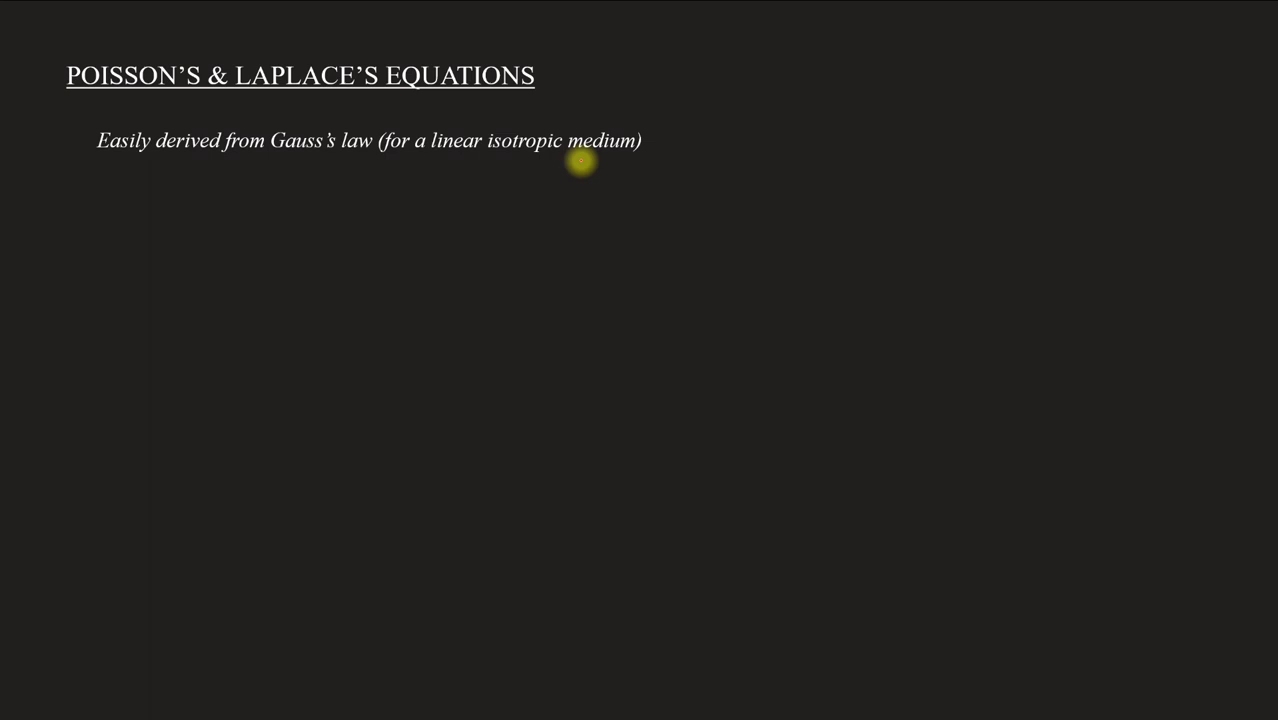 POISSON’S & LAPLACE’S EQUATIONS
Easily derived from Gauss’s law (for a linear isotropic medium)